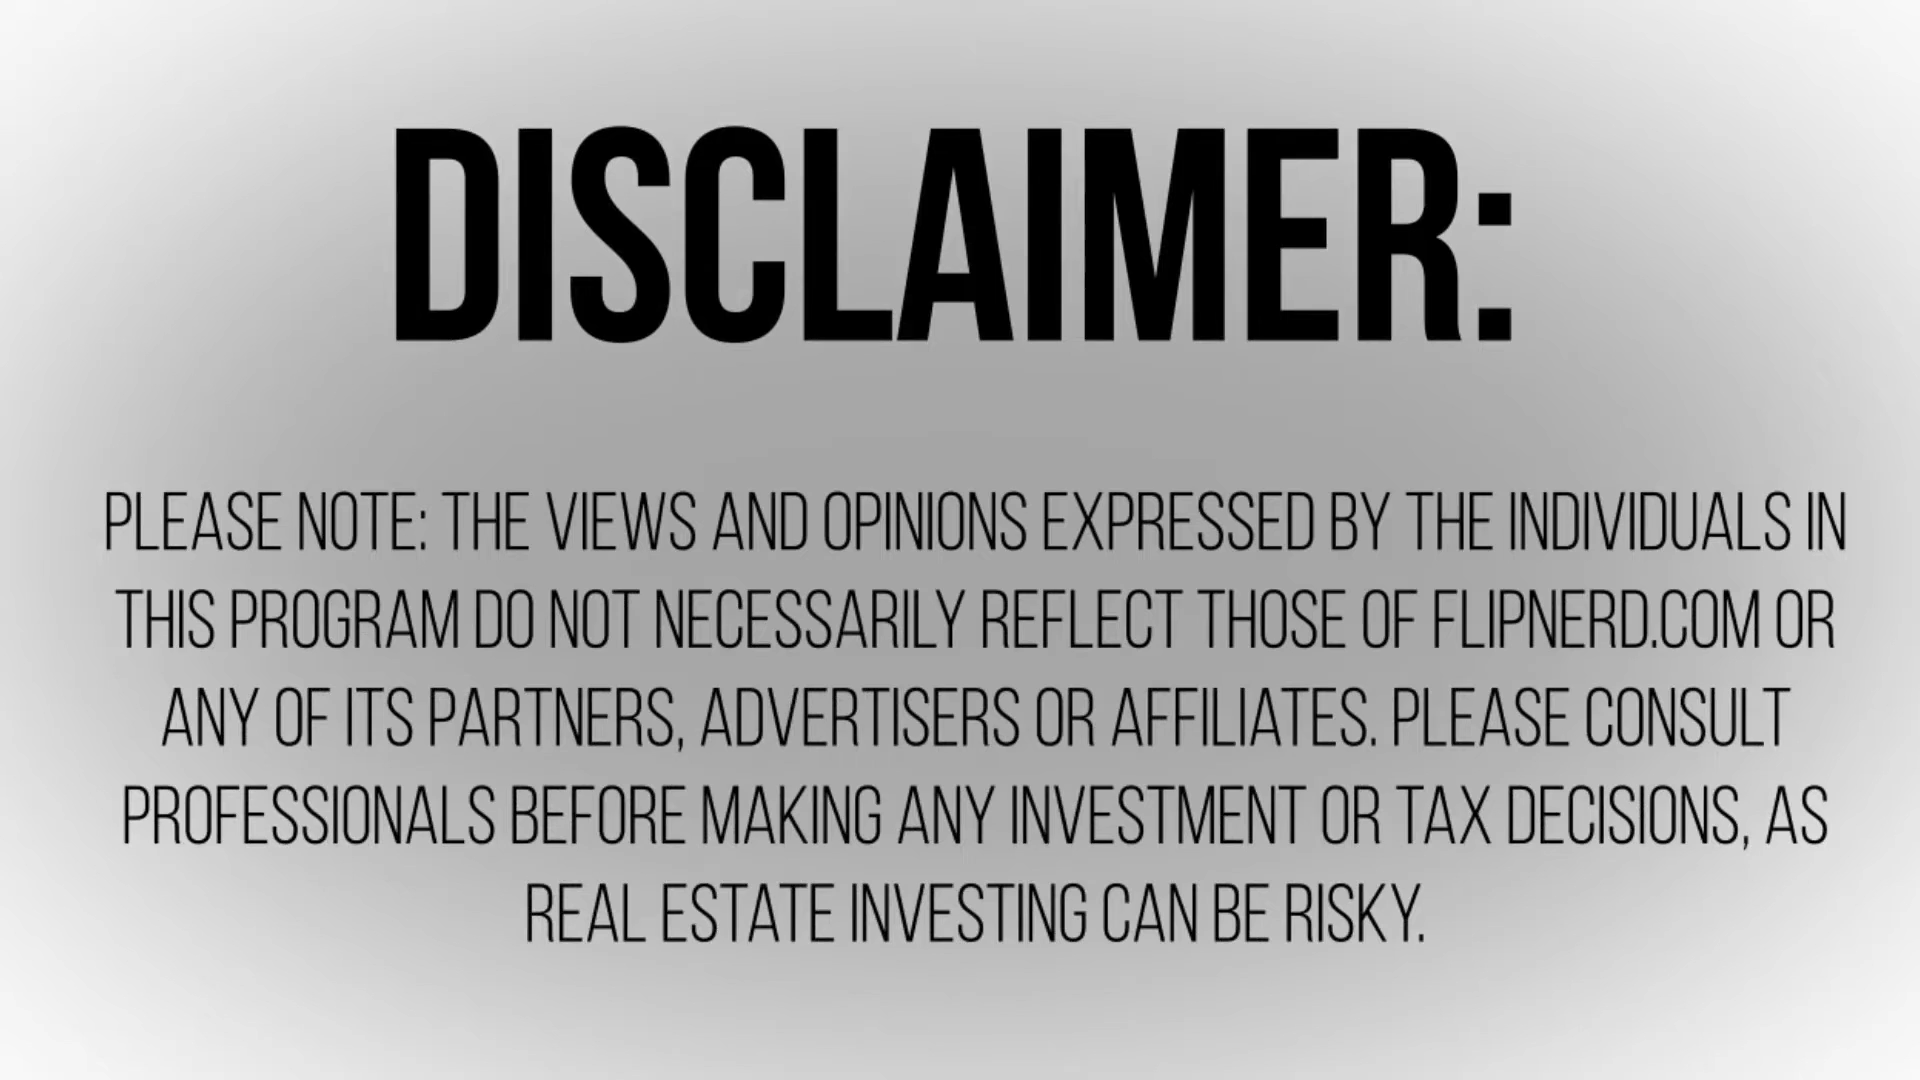 DISCLAIMER:
PLEASE NOTE: THE VIEWS AND OPINIONS EXPRESSED BY THE INDIVIDUALS IN
THIS PROGRAM DO NOT NECESSARILY REFLECT THOSE OF FLIPNERD.COM OR
ANY OF ITS PARTNERS, ADVERTISERS OR AFFILIATES. PLEASE CONSULT
PROFESSIONALS BEFORE MAKING ANY INVESTMENT OR TAX DECISIONS, AS
REAL ESTATE INVESTING CAN BE RISKY.